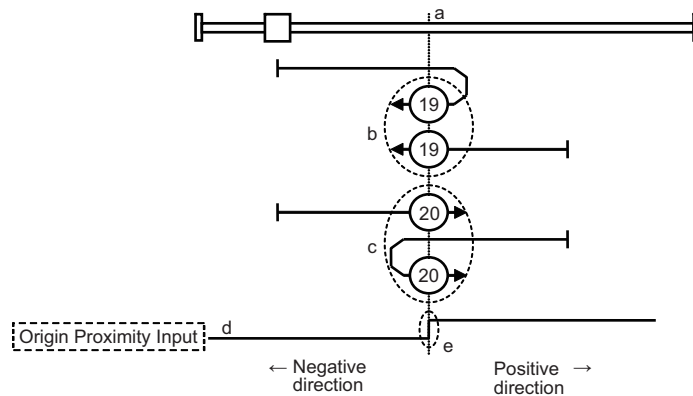 a
19
b
19
20
c
20
Origin Proximity Input
d
e
← Negative
direction
Positive →
direction